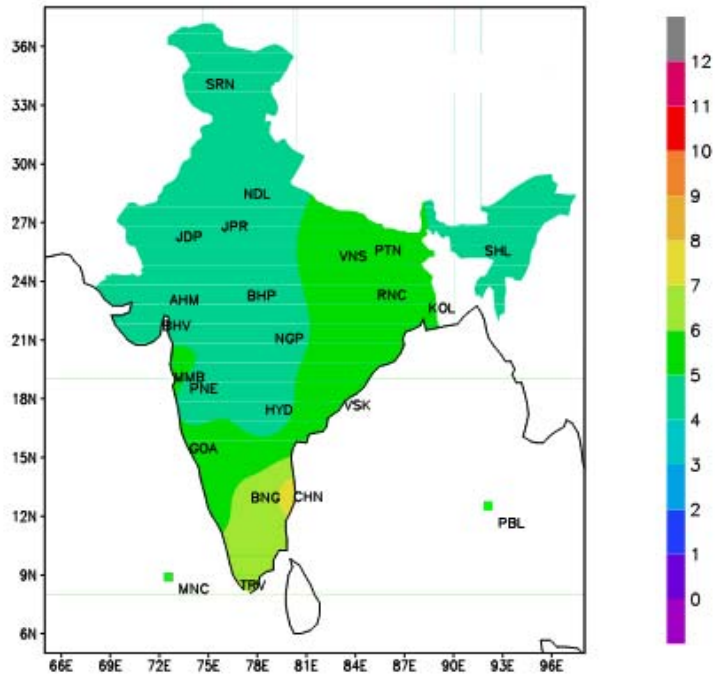 36N
33N
30N
27N
24N
21N
18N
15N
12N
9N
6N
66E 69E 72E 75E 78E 81E 84E 87E 90E 93E 96E
SRN
NDL
JDP JPR
VNS PTN
SHL
AHM BHP
RNC
KOL
BHV
NGP
MMB
PNE
HYD
VSK
GOA
BNG CHN
PBL
MNC
TRV
12
11
10
9
8
7
6
5
4
3
2
1
0